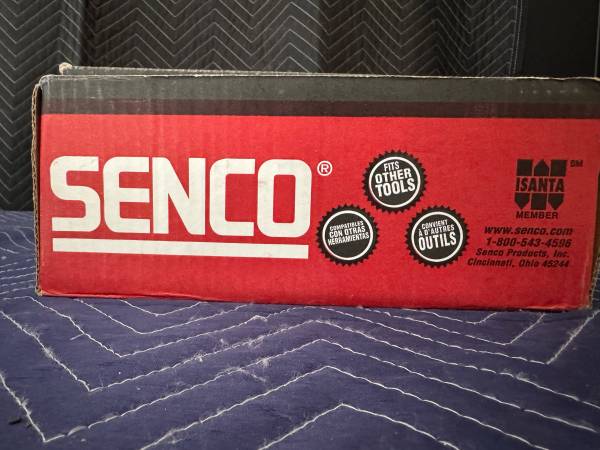 SENCO®
FITS
OTHER
TOOLS
COMPATIBLES
CON OTRAS
HERRAMIENTAS
CONVIENT
À D'AUTRES
OUTILS
ISANTA SM
MEMBER
www.senco.com
1-800-543-4596
Senco Products, Inc.
Cincinnati, Ohio 45244